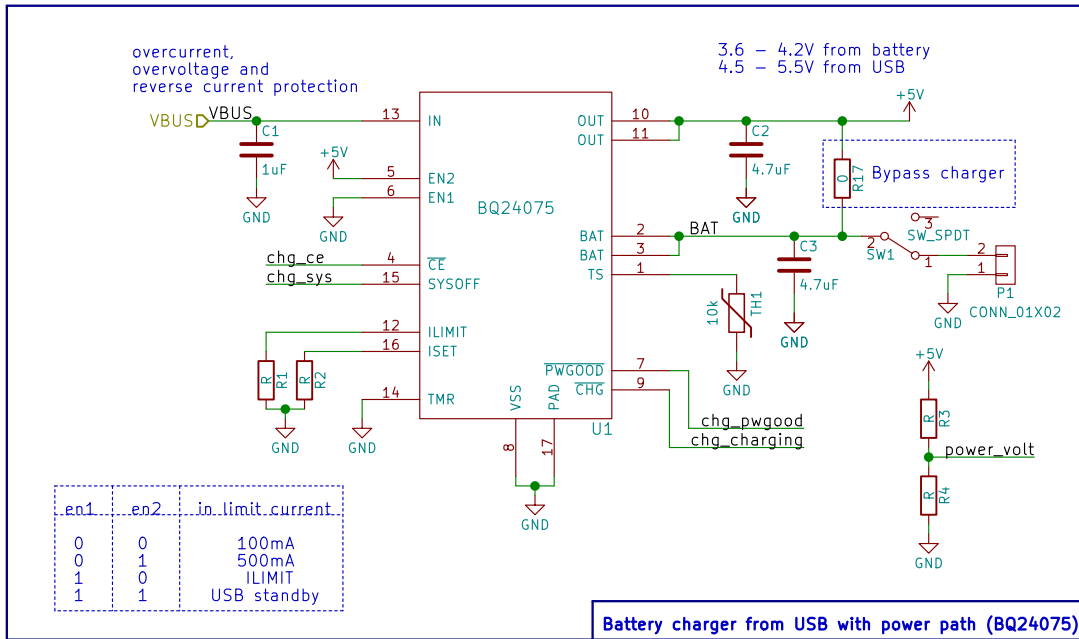 overcurrent,
overvoltage and
reverse current protection
3.6 - 4.2V from battery
4.5 - 5.5V from USB
VBUS
VBUS
C1
1uF
GND
+5V
GND
13
IN
5
EN2
6
EN1
BQ24075
chg_ce
4
CE
chg_sys
15
SYSOFF
12
ILIMIT
16
ISET
R
R1
R
R2
GND
14
TMR
GND
OUT
10
OUT
11
C2
4.7uF
GND
+5V
0
R17
Bypass charger
BAT
2
BAT
BAT
3
TS
1
C3
4.7uF
GND
10k
TH1
GND
3
SW_SPDT
2
SW1
1
2
1
P1
CONN_01X02
GND
PWGOOD
7
CHG
9
chg_pwgood
chg_charging
U1
VSS
PAD
8
17
GND
+5V
R
R3
power_volt
R
R4
GND
en1 en2 in limit current
0 0 100mA
0 1 500mA
1 0 ILIMIT
1 1 USB standby
Battery charger from USB with power path (BQ24075)